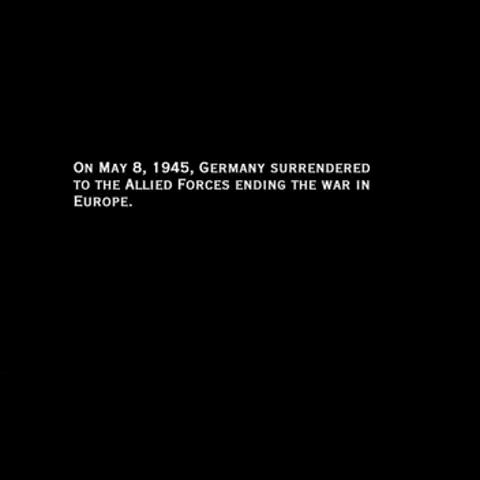 On May 8, 1945, Germany surrendered
to the Allied Forces ending the war in
Europe.